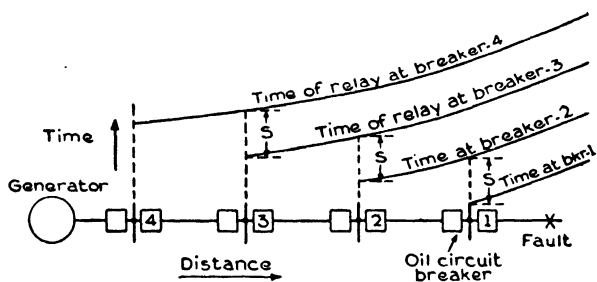 Time of relay at breaker-4
Time of relay at breaker-3
Time at breaker-2
Time at bkr-1
S
S
S
Time
Generator
4
3
2
1
Fault
Distance
Oil circuit
breaker